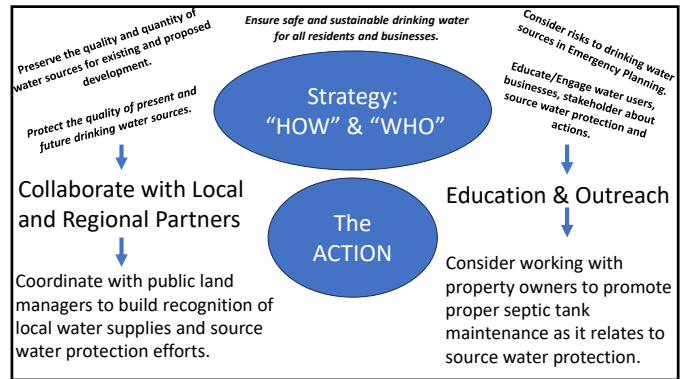 Preserve the quality and quantity of
water sources for existing and proposed
development.
Protect the quality of present and
future drinking water sources.
Ensure safe and sustainable drinking water
for all residents and businesses.
Consider risks to drinking water
sources in Emergency Planning.
Educate/Engage water users,
businesses, stakeholder about
source water protection and
actions.
Strategy:
“HOW” & “WHO”
Collaborate with Local
and Regional Partners
Education & Outreach
The
ACTION
Coordinate with public land
managers to build recognition of
local water supplies and source
water protection efforts.
Consider working with
property owners to promote
proper septic tank
maintenance as it relates to
source water protection.